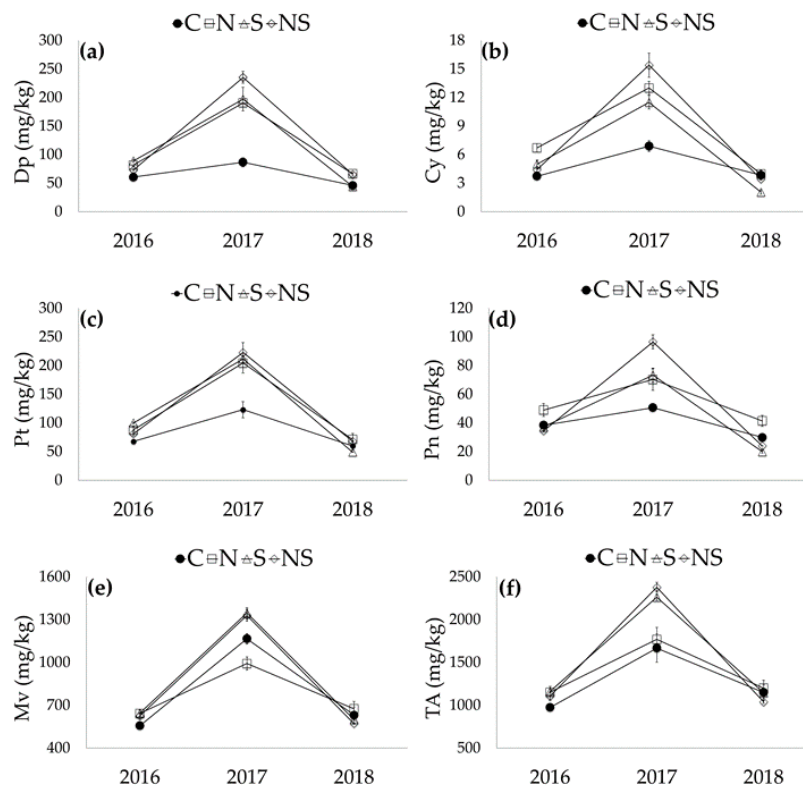 ●C⊟N△S◇NS
(a)
Dp (mg/kg)
300
250
200
150
100
50
0
2016 2017 2018
●C⊟N△S◇NS
(b)
Cy (mg/kg)
18
15
12
9
6
3
0
2016 2017 2018
●C⊟N△S◇NS
(c)
Pt (mg/kg)
300
250
200
150
100
50
0
2016 2017 2018
●C⊟N△S◇NS
(d)
Pn (mg/kg)
120
100
80
60
40
20
0
2016 2017 2018
●C⊟N△S◇NS
(e)
Mv (mg/kg)
1600
1300
1000
700
400
2016 2017 2018
●C⊟N△S◇NS
(f)
TA (mg/kg)
2500
2000
1500
1000
500
2016 2017 2018